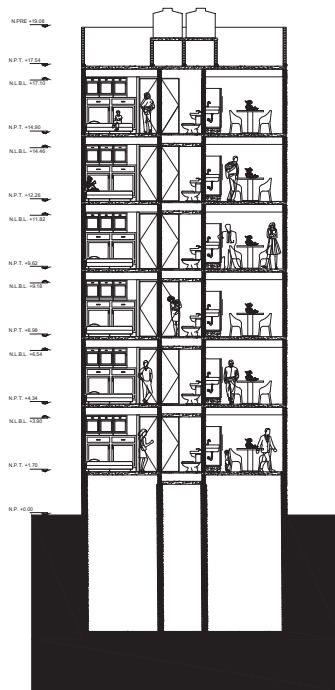 N.PRE +19.08
N.P.T. +17.54
N.L.B.L. +17.10
N.P.T. +14.90
N.L.B.L. +14.46
N.P.T. +12.26
N.L.B.L. +11.82
N.P.T. +9.62
N.L.B.L. +9.18
N.P.T. +6.98
N.L.B.L. +6.54
N.P.T. +4.34
N.L.B.L. +3.90
N.P.T. +1.70
N.P. +0.00